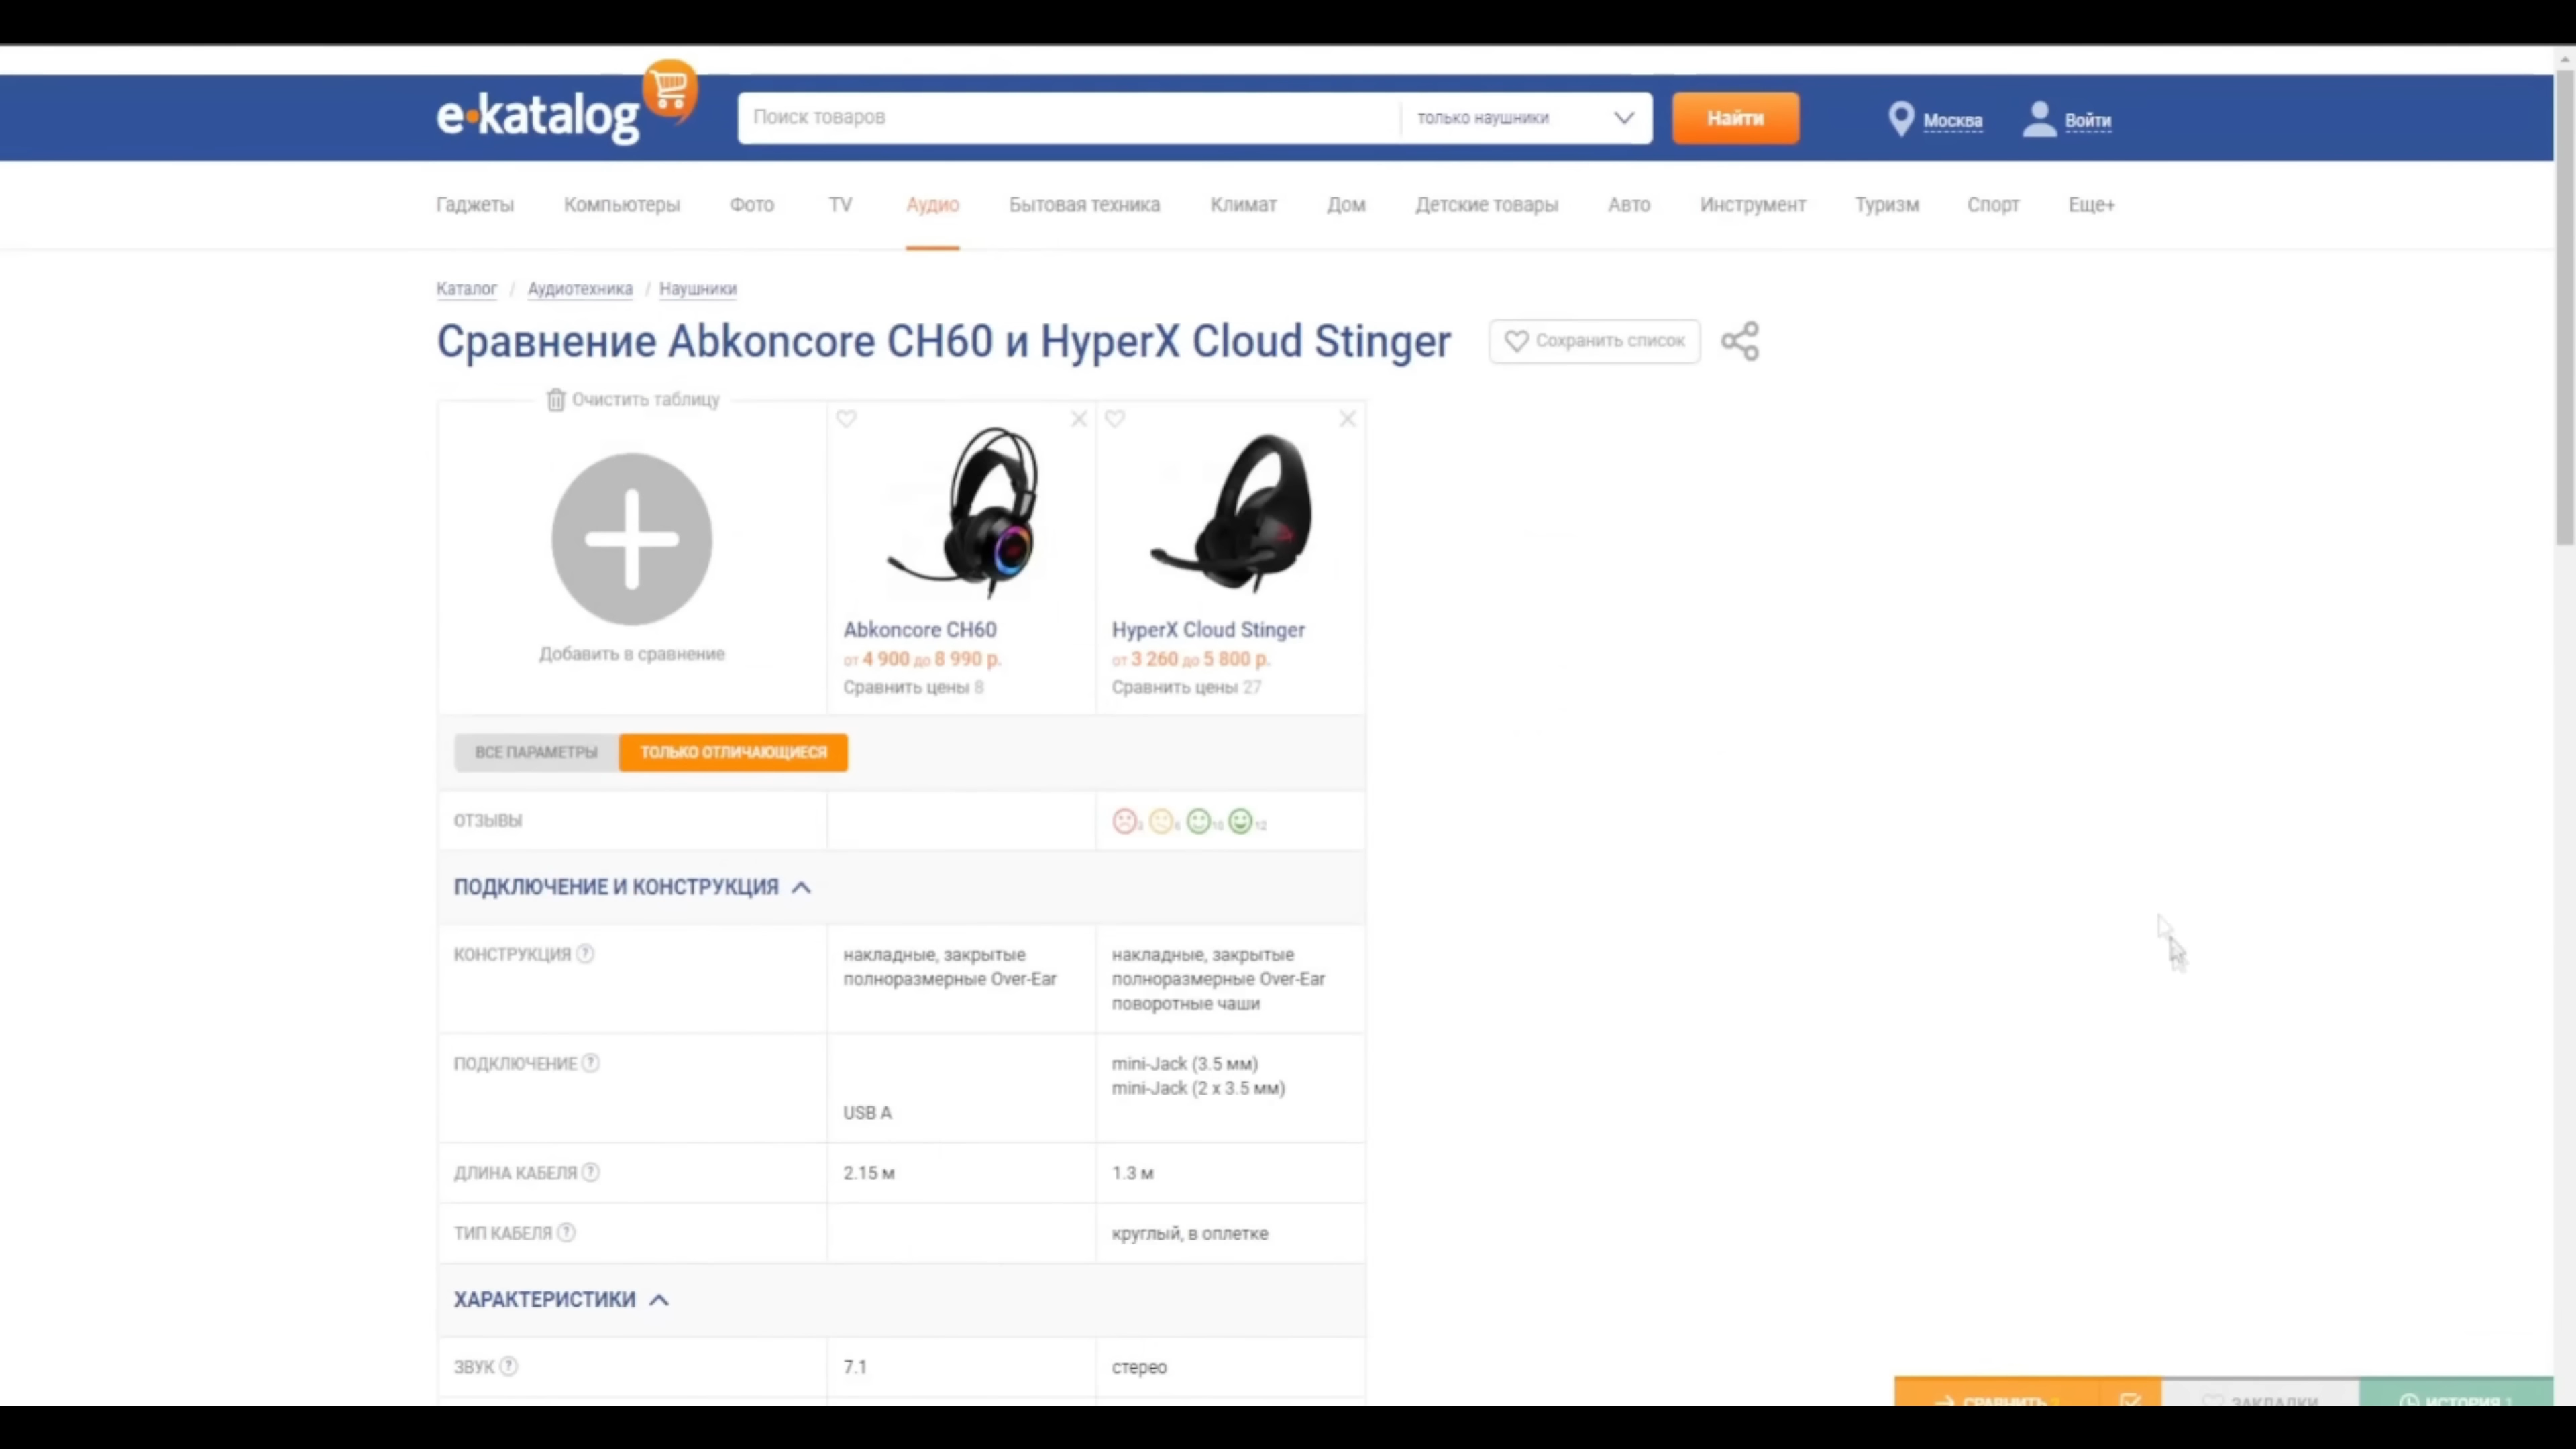 e·katalog
Поиск товаров
только наушники
Найти
Москва
Войти
Гаджеты Компьютеры Фото TV Аудио Бытовая техника Климат Дом Детские товары Авто Инструмент Туризм Спорт Еще+
Каталог / Аудиотехника / Наушники
Сравнение Abkoncore CH60 и HyperX Cloud Stinger
Сохранить список
Очистить таблицу
Добавить в сравнение
Abkoncore CH60
от 4 900 до 8 990 р.
Сравнить цены 8
HyperX Cloud Stinger
от 3 260 до 5 800 р.
Сравнить цены 27
ВСЕ ПАРАМЕТРЫ ТОЛЬКО ОТЛИЧАЮЩИЕСЯ
ОТЗЫВЫ
10 12
ПОДКЛЮЧЕНИЕ И КОНСТРУКЦИЯ
КОНСТРУКЦИЯ ?
накладные, закрытые
полноразмерные Over-Ear
накладные, закрытые
полноразмерные Over-Ear
поворотные чаши
ПОДКЛЮЧЕНИЕ ?
USB A
mini-Jack (3.5 мм)
mini-Jack (2 x 3.5 мм)
ДЛИНА КАБЕЛЯ ? 2.15 м 1.3 м
ТИП КАБЕЛЯ ? круглый, в оплетке
ХАРАКТЕРИСТИКИ
ЗВУК ? 7.1 стерео
СРАВНИТЬ
ЗАКЛАДКИ
ИСТОРИЯ